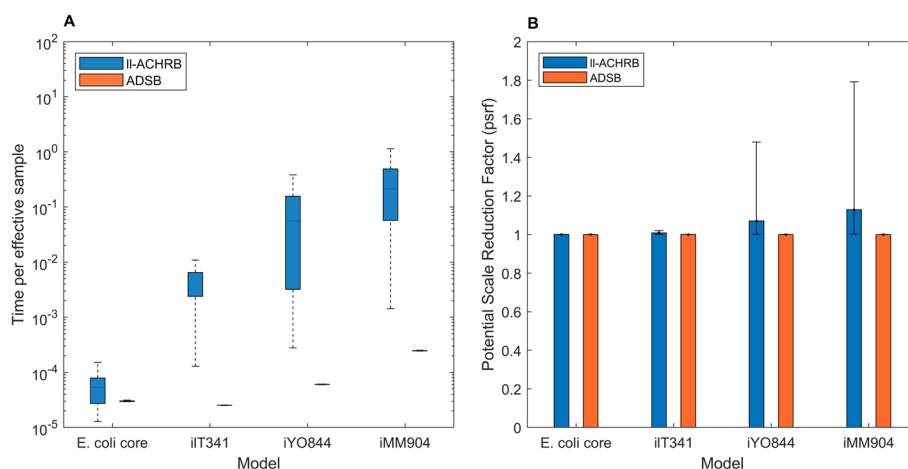 A
Time per effective sample
10^2
10^1
10^0
10^-1
10^-2
10^-3
10^-4
10^-5
ll-ACHRB
ADSB
E. coli core
iIT341
iYO844
iMM904
Model
B
Potential Scale Reduction Factor (psrf)
2
1.8
1.6
1.4
1.2
1
0.8
0.6
0.4
0.2
0
ll-ACHRB
ADSB
E. coli core
iIT341
iYO844
iMM904
Model